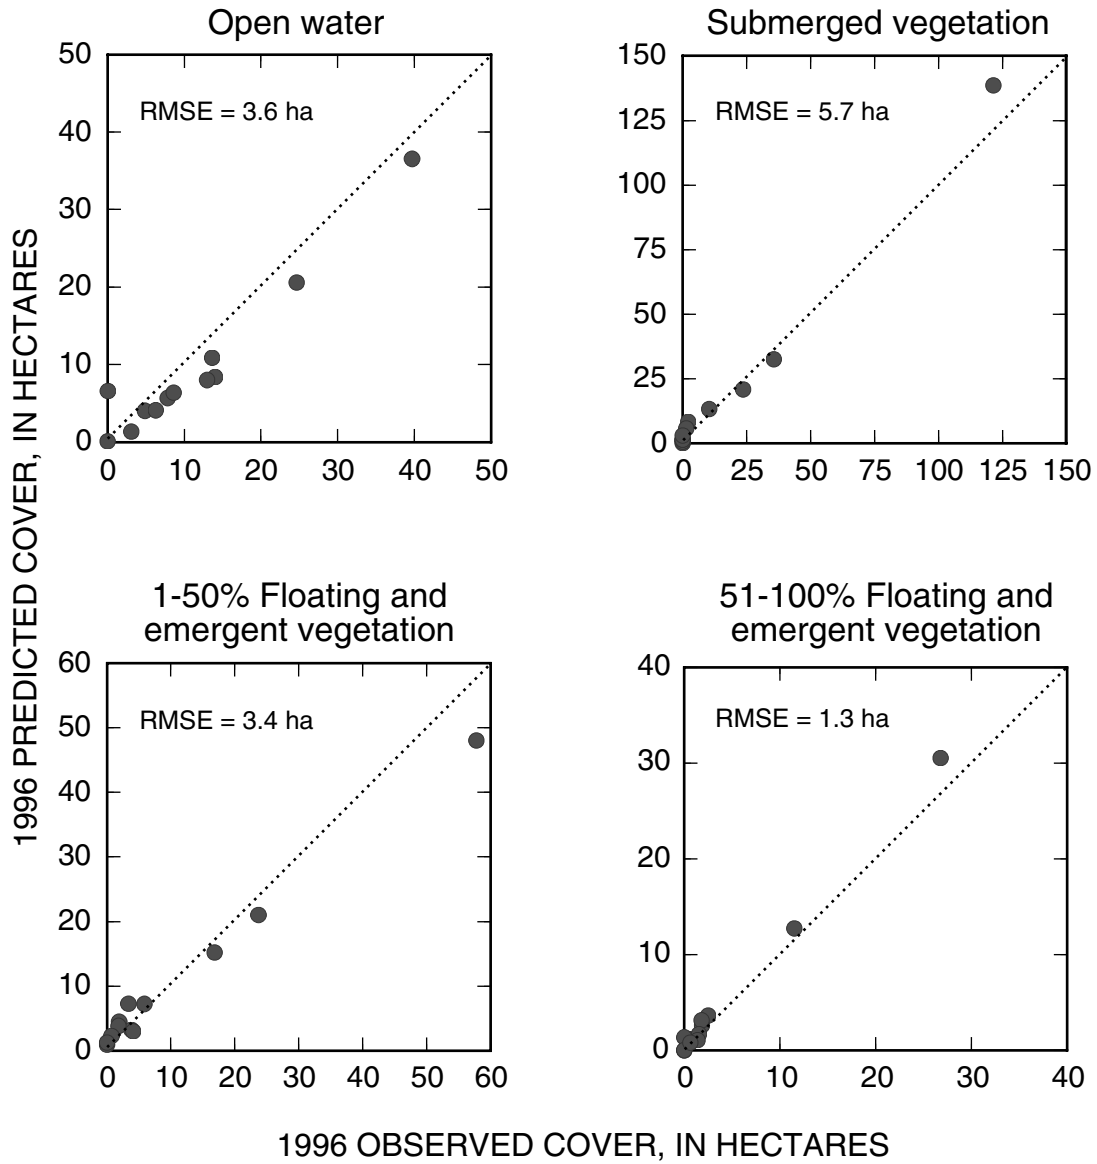 Open water
50
40
30
20
10
0
RMSE = 3.6 ha
0 10 20 30 40 50
Submerged vegetation
150
125
100
75
50
25
0
RMSE = 5.7 ha
0 25 50 75 100 125 150
1996 PREDICTED COVER, IN HECTARES
1-50% Floating and
emergent vegetation
60
50
40
30
20
10
0
RMSE = 3.4 ha
0 10 20 30 40 50 60
51-100% Floating and
emergent vegetation
40
30
20
10
0
RMSE = 1.3 ha
0 10 20 30 40
1996 OBSERVED COVER, IN HECTARES